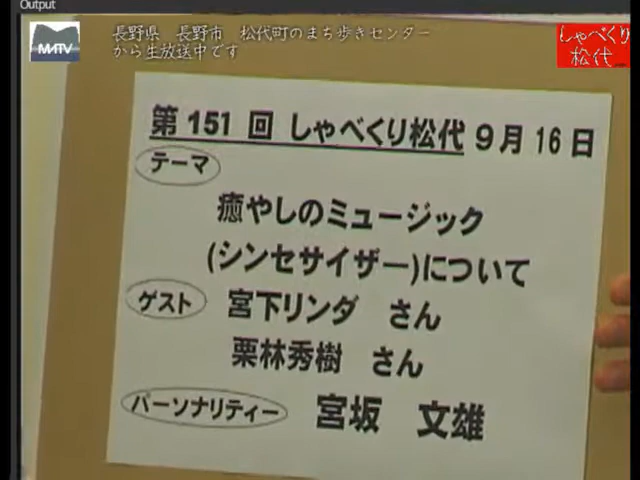 Output
MATV
長野県 長野市 松代町のまち歩きセンター
から生放送中です
しゃべくり
松代
第151回 しゃべくり松代 9月16日
テーマ
癒やしのミュージック
(シンセサイザー)について
ゲスト 宮下リンダ さん
栗林秀樹 さん
パーソナリティー 宮坂 文雄